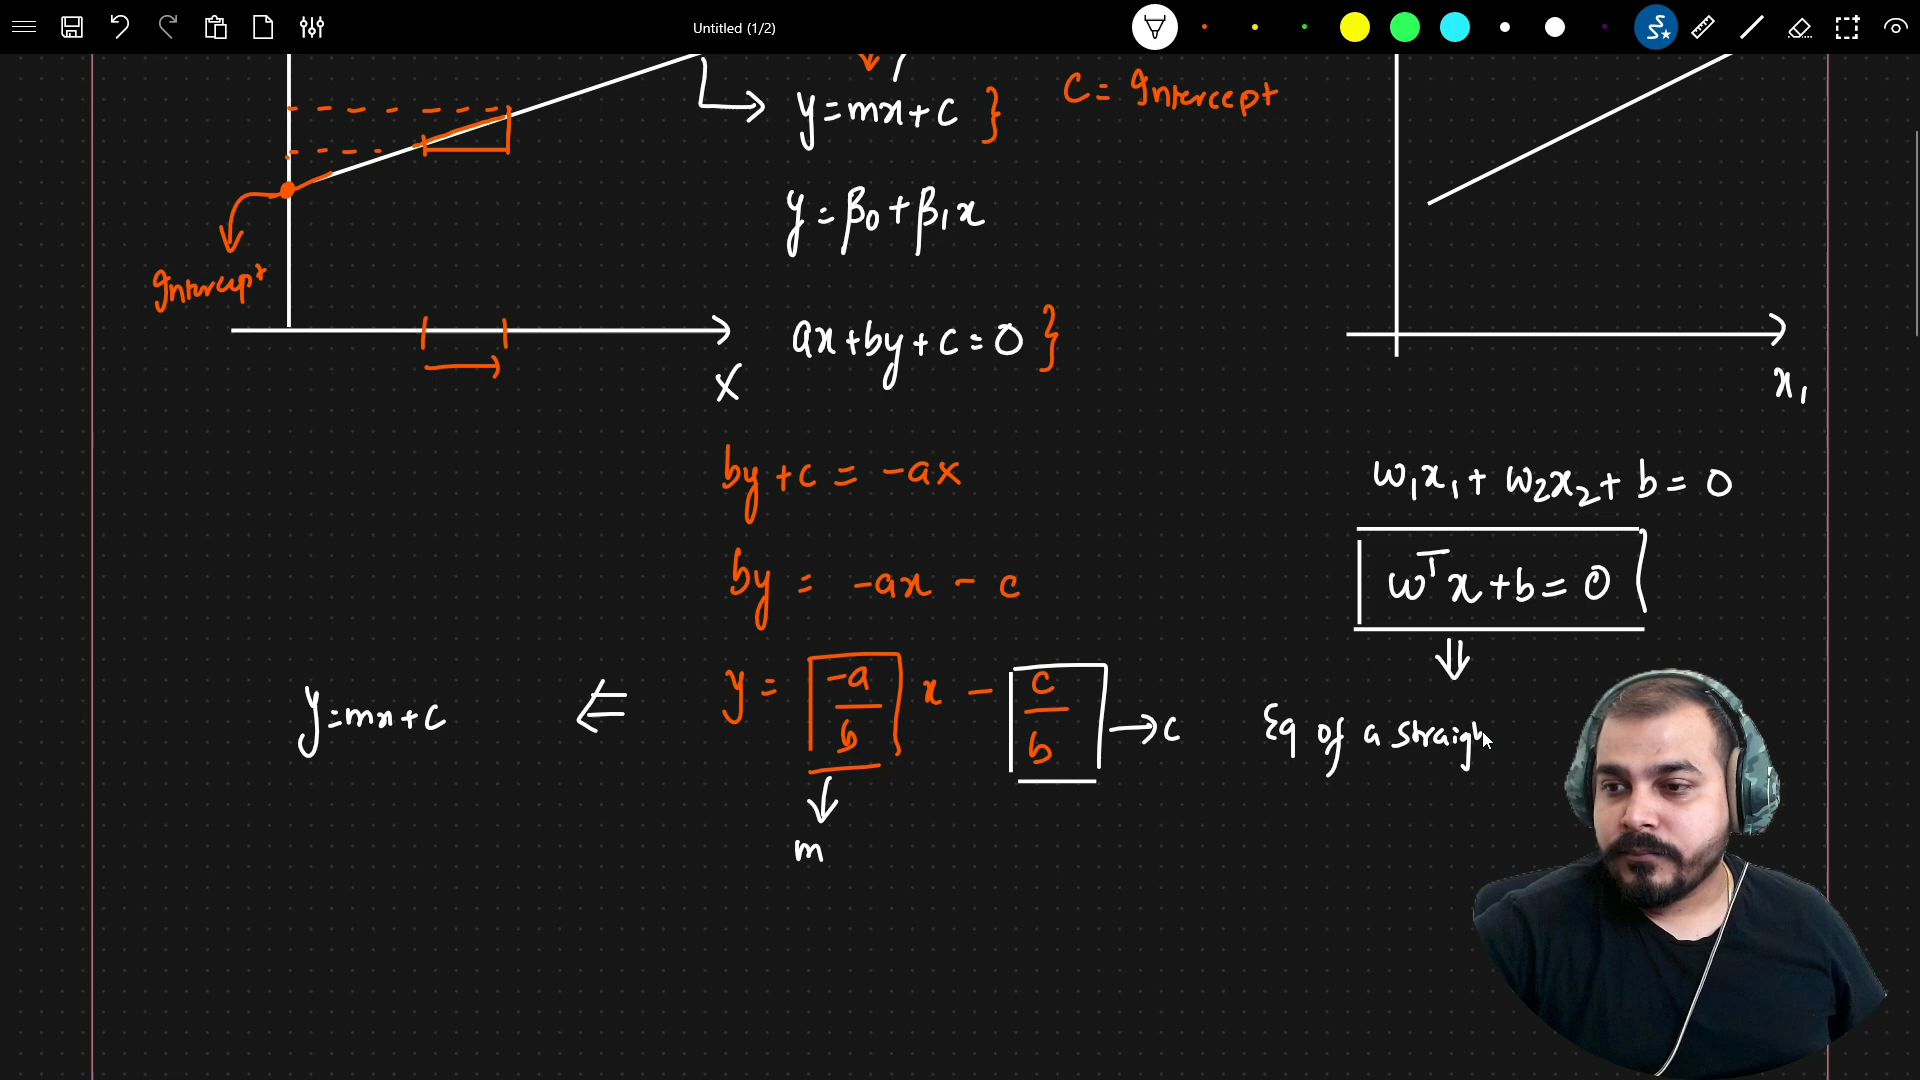 Untitled (1/2)
y = mx + c }
C = Intercept
y = β₀ + β₁x
Intercept
ax + by + c = 0 }
X
x₁
by + c = -ax
w₁x₁ + w₂x₂ + b = 0
by = -ax - c
wᵀx + b = 0
y = mx + c
y = -a/b x - c/b → c
Eq of a straigh
m